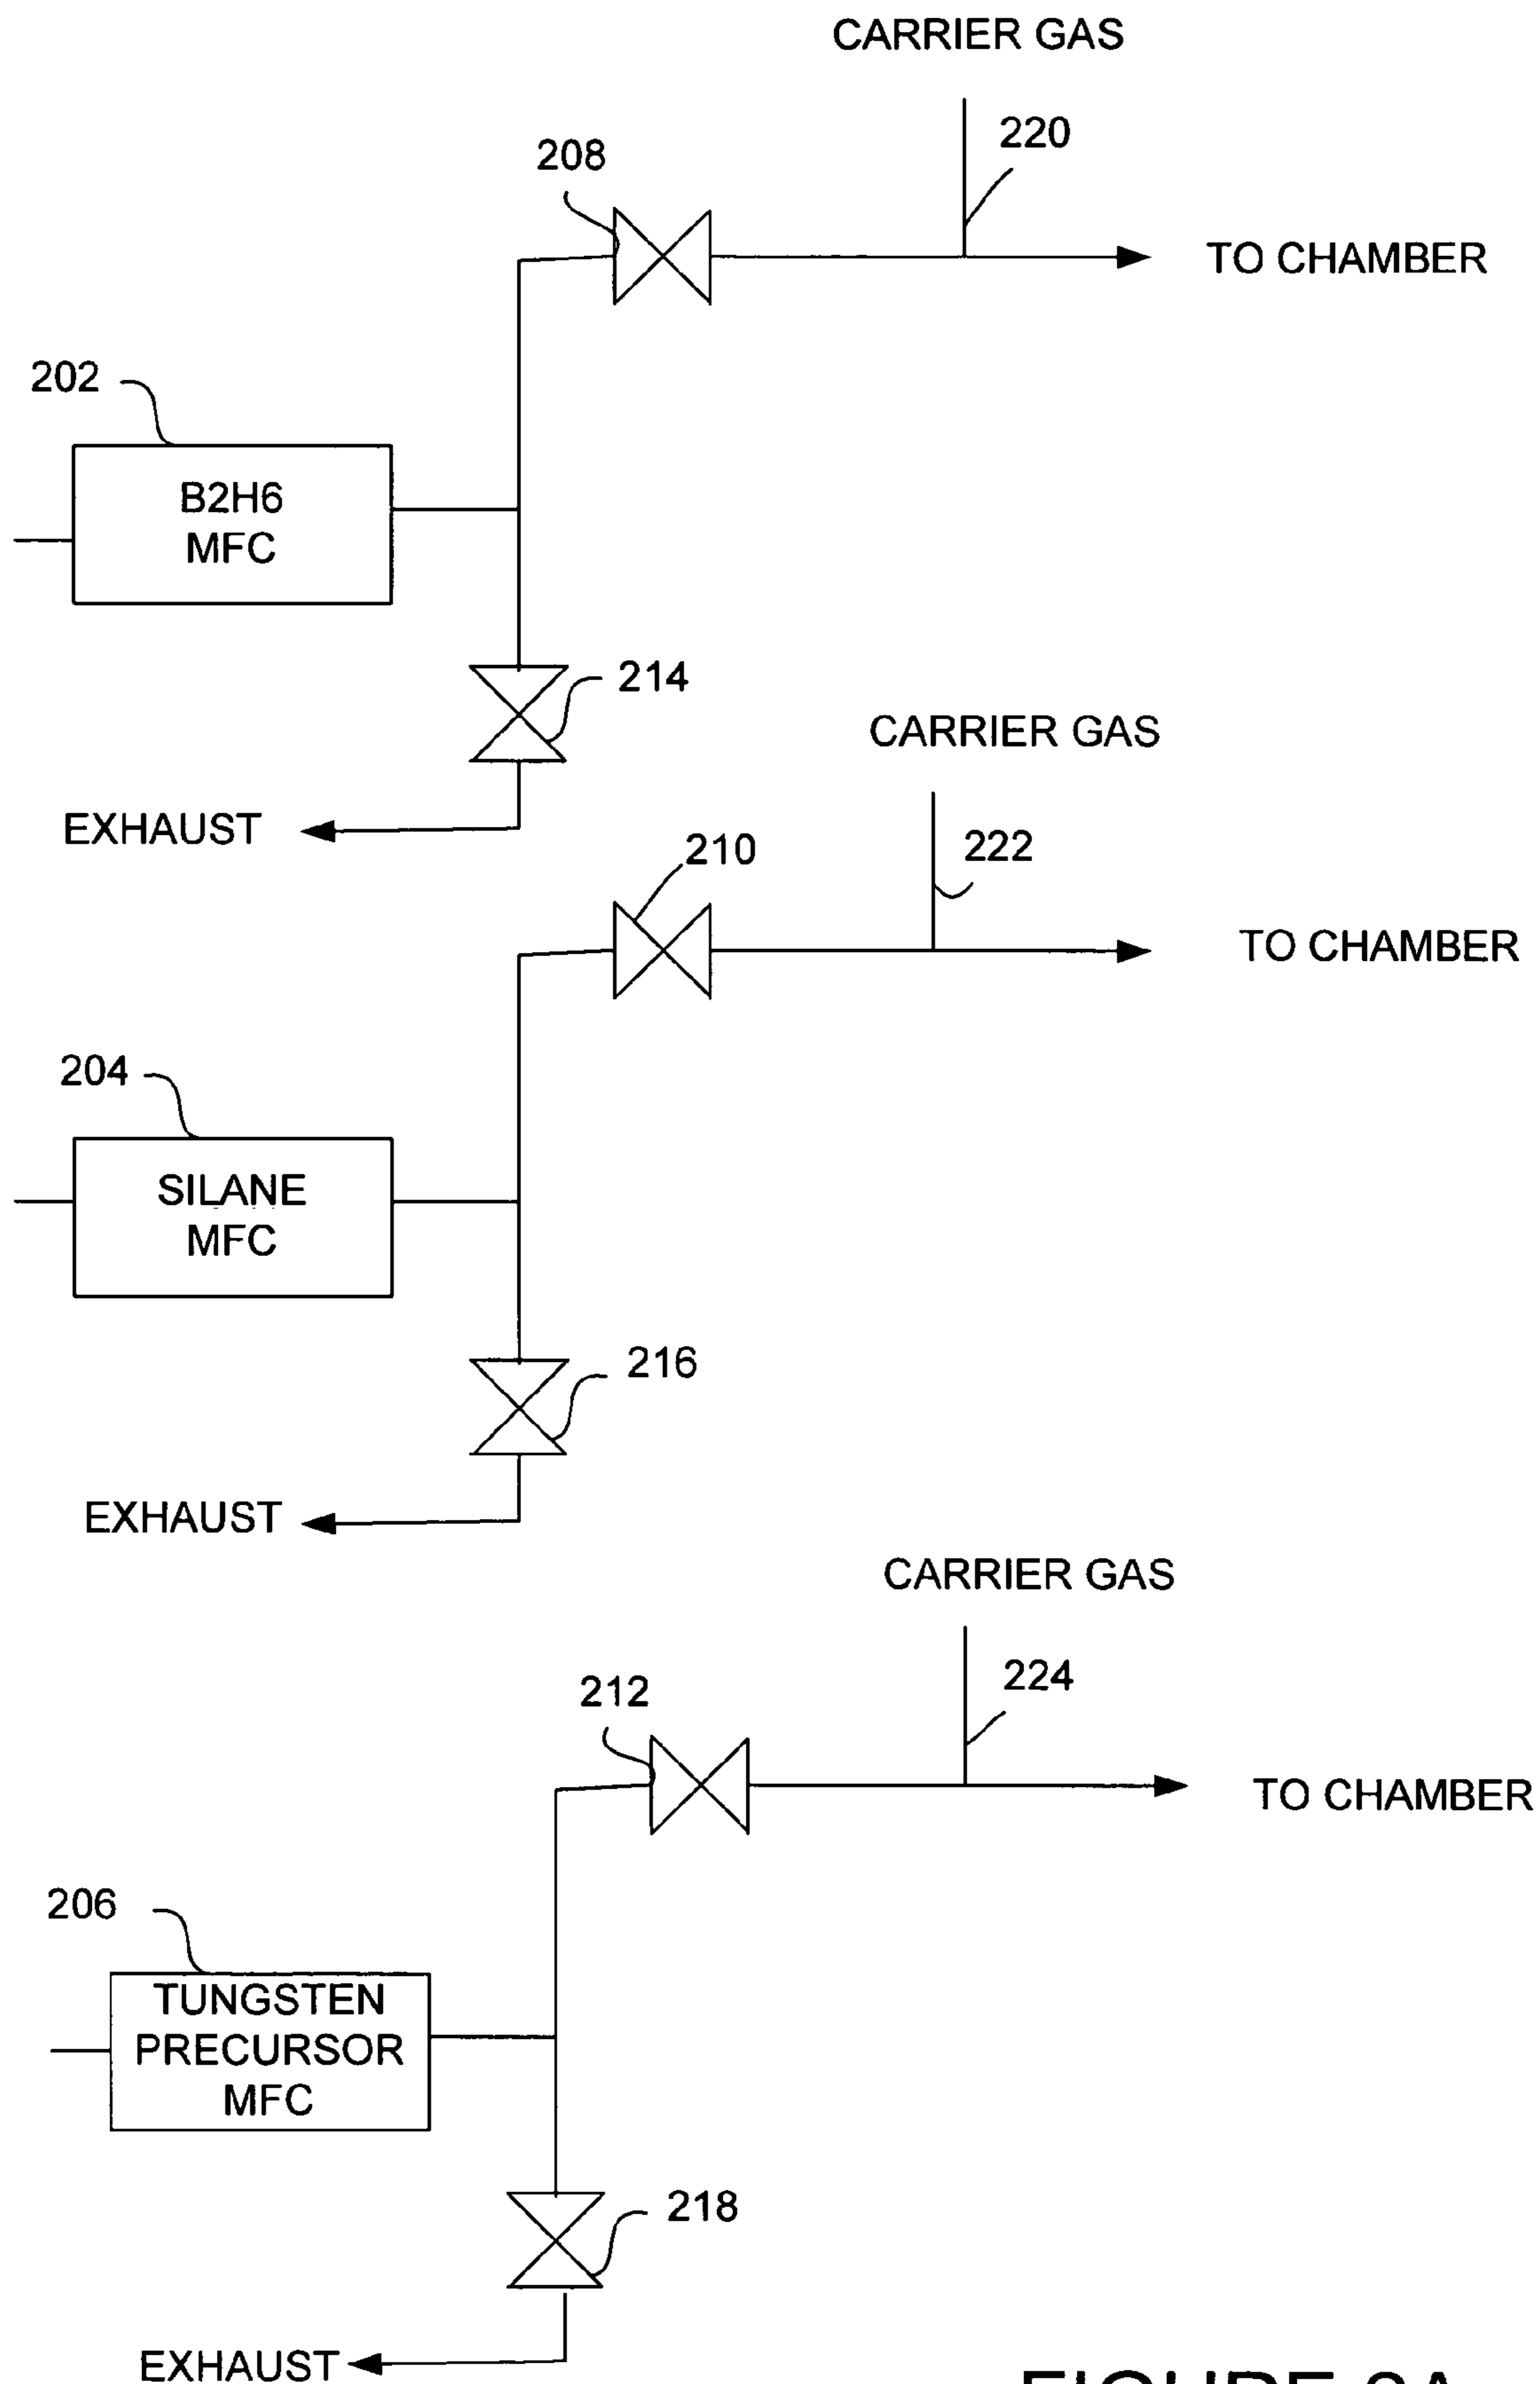 CARRIER GAS
220
208
TO CHAMBER
202
B2H6
MFC
214
CARRIER GAS
EXHAUST
210
222
TO CHAMBER
204
SILANE
MFC
216
EXHAUST
CARRIER GAS
224
212
TO CHAMBER
206
TUNGSTEN
PRECURSOR
MFC
218
EXHAUST